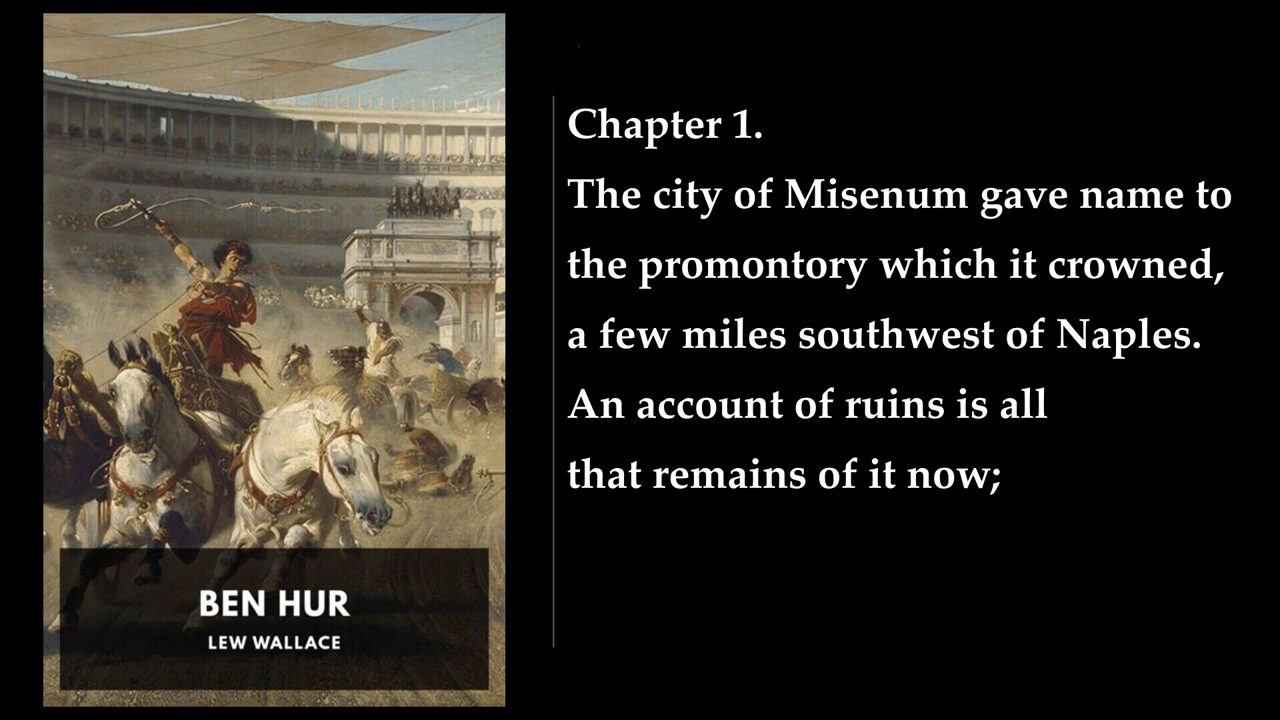 BEN HUR
LEW WALLACE
Chapter 1.
The city of Misenum gave name to
the promontory which it crowned,
a few miles southwest of Naples.
An account of ruins is all
that remains of it now;